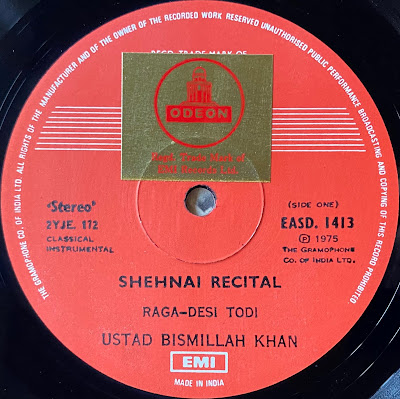 ALL RIGHTS OF THE MANUFACTURER AND OF THE OWNER OF THE RECORDED WORK RESERVED UNAUTHORISED PUBLIC PERFORMANCE BROADCASTING AND COPYING OF THIS RECORD PROHIBITED.
THE GRAMOPHONE CO. OF INDIA LTD.
REGD. TRADE MARK OF
ODEON
"Stereo"
2YJE. 172
CLASSICAL
INSTRUMENTAL
(SIDE ONE)
EASD. 1413
Ⓟ 1975
THE GRAMOPHONE
CO. OF INDIA LTD.
SHEHNAI RECITAL
RAGA-DESI TODI
USTAD BISMILLAH KHAN
EMI
MADE IN INDIA